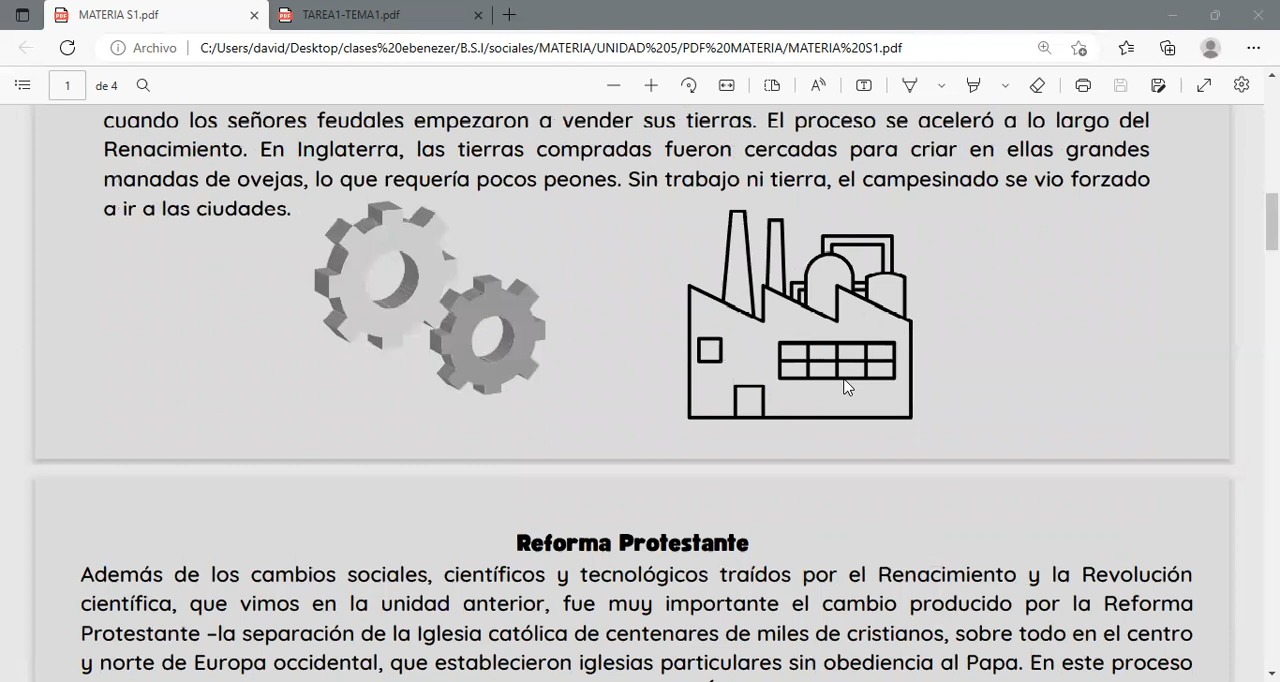 MATERIA S1.pdf
TAREA1-TEMA1.pdf
Archivo
C:/Users/david/Desktop/clases%20ebenezer/B.S.I/sociales/MATERIA/UNIDAD%205/PDF%20MATERIA/MATERIA%20S1.pdf
1 de 4
cuando los señores feudales empezaron a vender sus tierras. El proceso se aceleró a lo largo del
Renacimiento. En Inglaterra, las tierras compradas fueron cercadas para criar en ellas grandes
manadas de ovejas, lo que requería pocos peones. Sin trabajo ni tierra, el campesinado se vio forzado
a ir a las ciudades.
Reforma Protestante
Además de los cambios sociales, científicos y tecnológicos traídos por el Renacimiento y la Revolución
científica, que vimos en la unidad anterior, fue muy importante el cambio producido por la Reforma
Protestante –la separación de la Iglesia católica de centenares de miles de cristianos, sobre todo en el centro
y norte de Europa occidental, que establecieron iglesias particulares sin obediencia al Papa. En este proceso